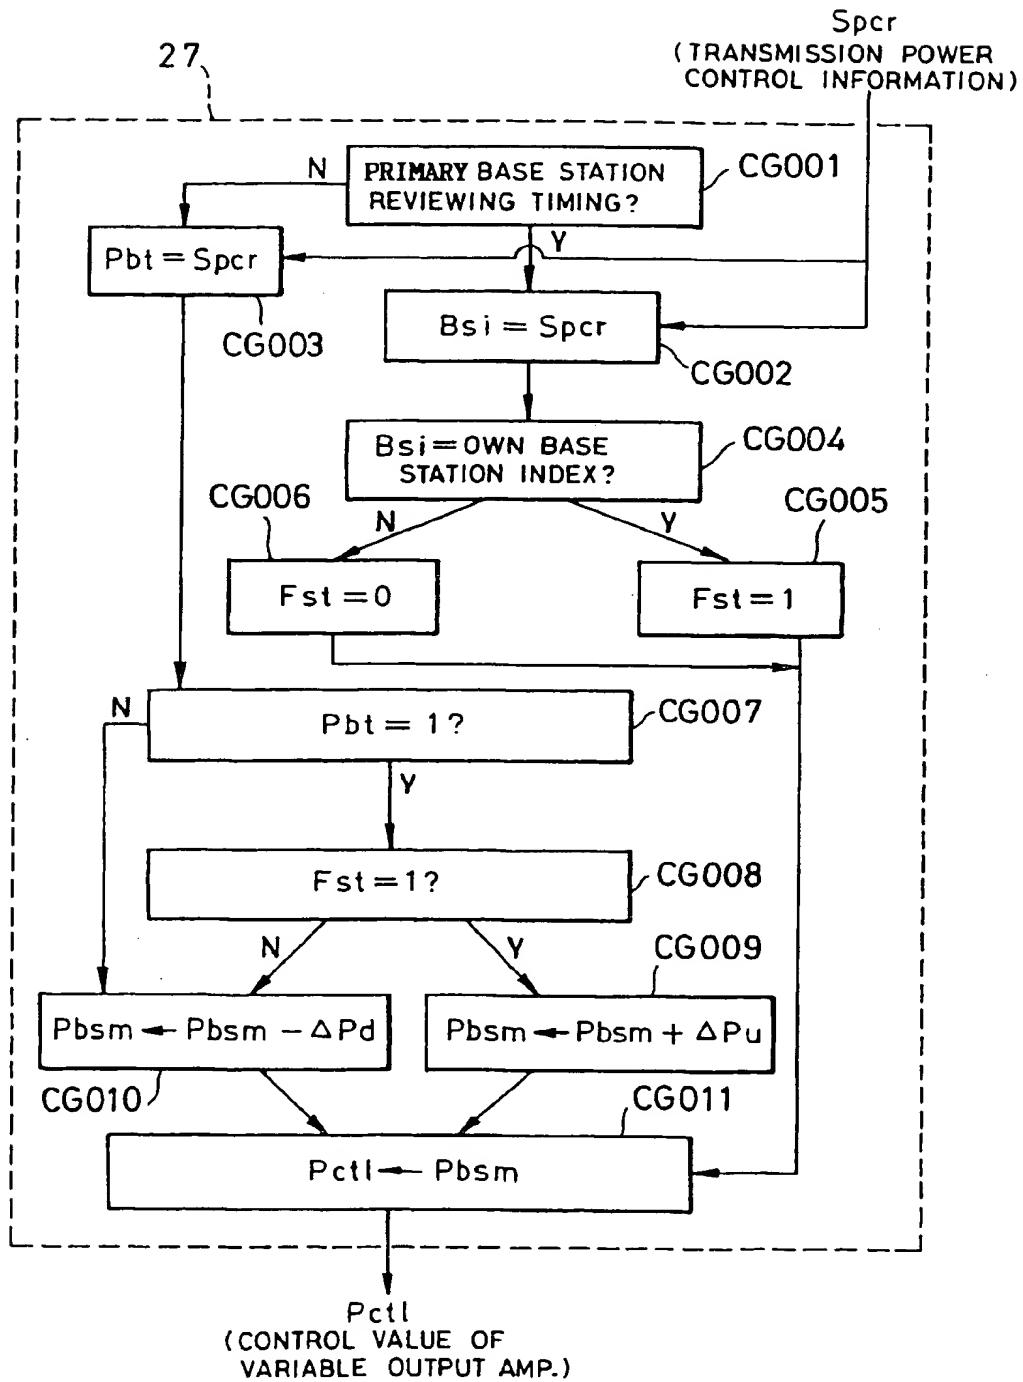 Spcr
(TRANSMISSION POWER
CONTROL INFORMATION)
27
N
PRIMARY BASE STATION
REVIEWING TIMING?
CG001
Y
Pbt = Spcr
CG003
Bsi = Spcr
CG002
Bsi = OWN BASE
STATION INDEX?
CG004
CG006
N
Y
CG005
Fst = 0
Fst = 1
N
Pbt = 1?
CG007
Y
Fst = 1?
CG008
N
Y
CG009
Pbsm ← Pbsm − ΔPd
Pbsm ← Pbsm + ΔPu
CG010
CG011
Pctl ← Pbsm
Pctl
(CONTROL VALUE OF
VARIABLE OUTPUT AMP.)